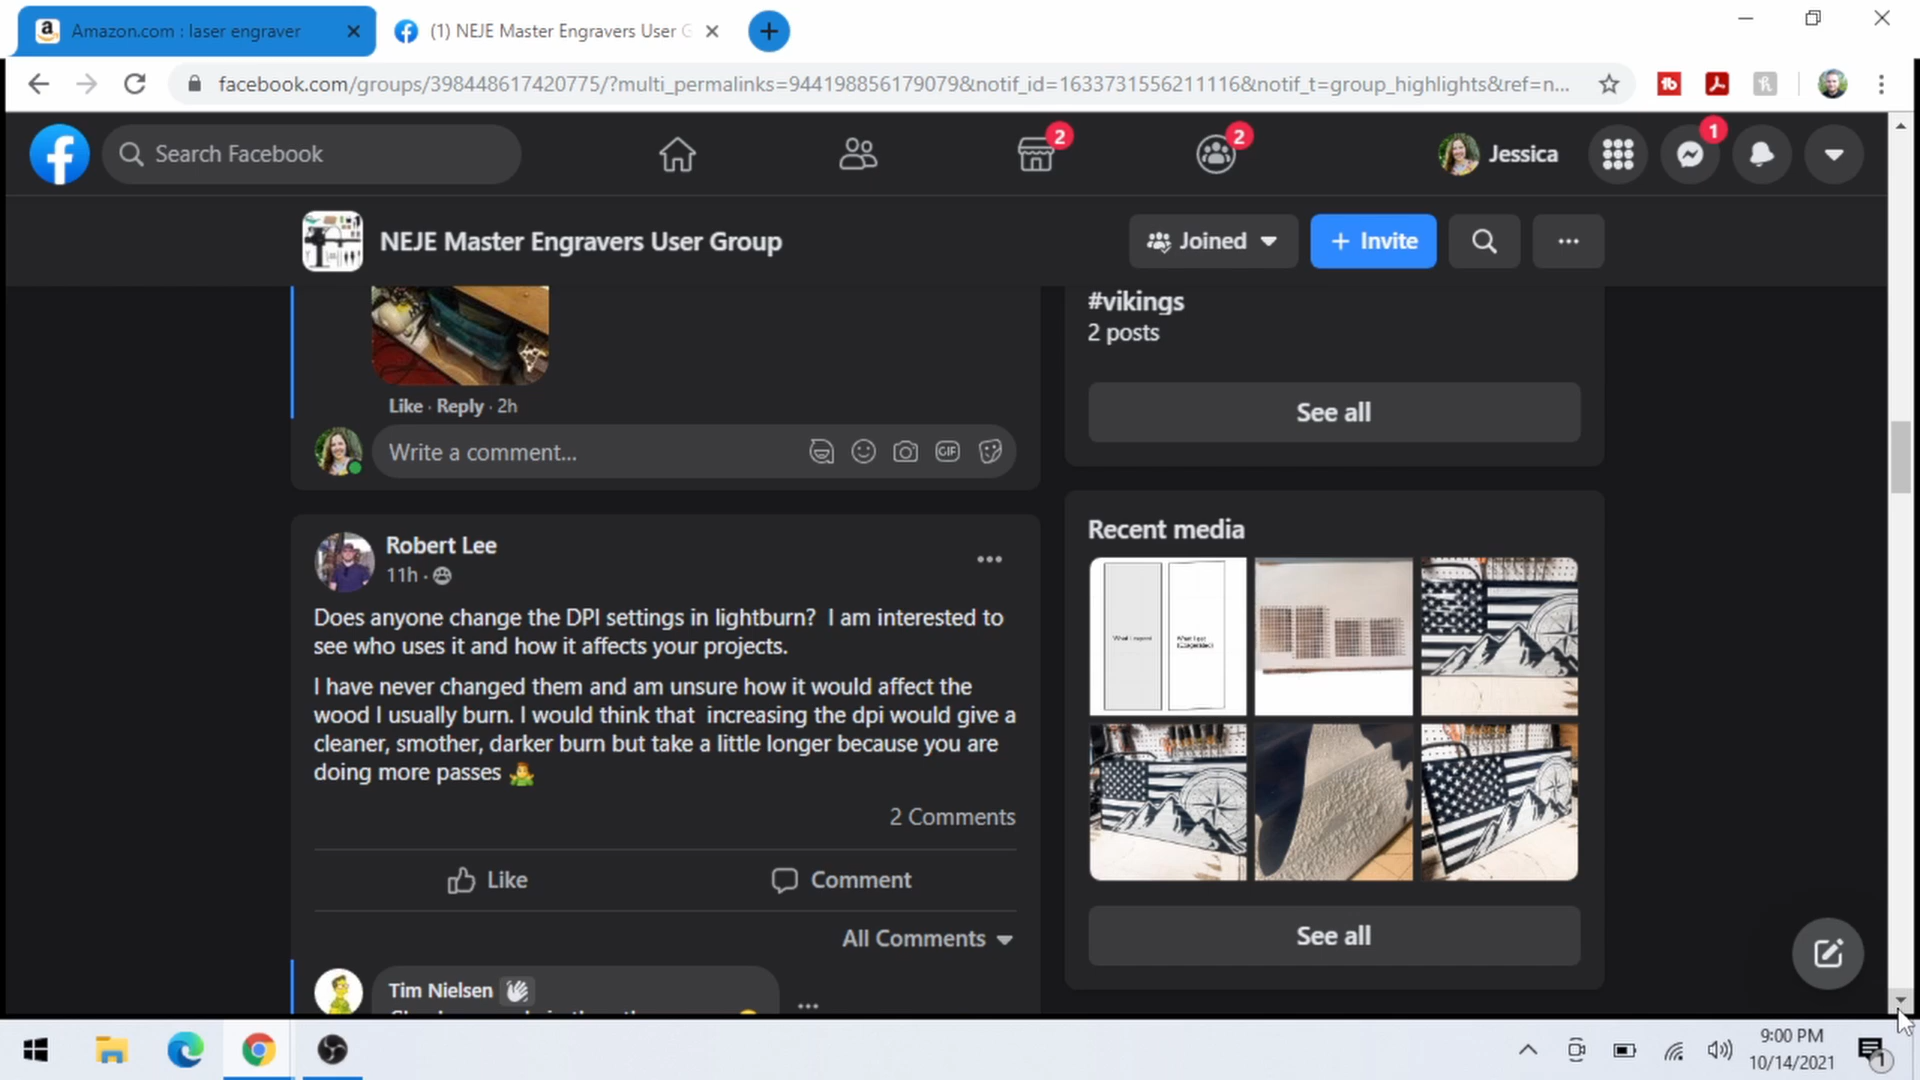 Amazon.com : laser engraver
(1) NEJE Master Engravers User G
facebook.com/groups/398448617420775/?multi_permalinks=944198856179079&notif_id=1633731556211116&notif_t=group_highlights&ref=n...
Search Facebook
2
2
Jessica
1
NEJE Master Engravers User Group
Joined
+ Invite
#vikings
2 posts
See all
Like · Reply · 2h
Write a comment...
GIF
Robert Lee
11h ·
Does anyone change the DPI settings in lightburn? I am interested to
see who uses it and how it affects your projects.
I have never changed them and am unsure how it would affect the
wood I usually burn. I would think that increasing the dpi would give a
cleaner, smother, darker burn but take a little longer because you are
doing more passes
2 Comments
Like
Comment
All Comments
Tim Nielsen
Recent media
What I expect
What I get
See all
9:00 PM
10/14/2021
1